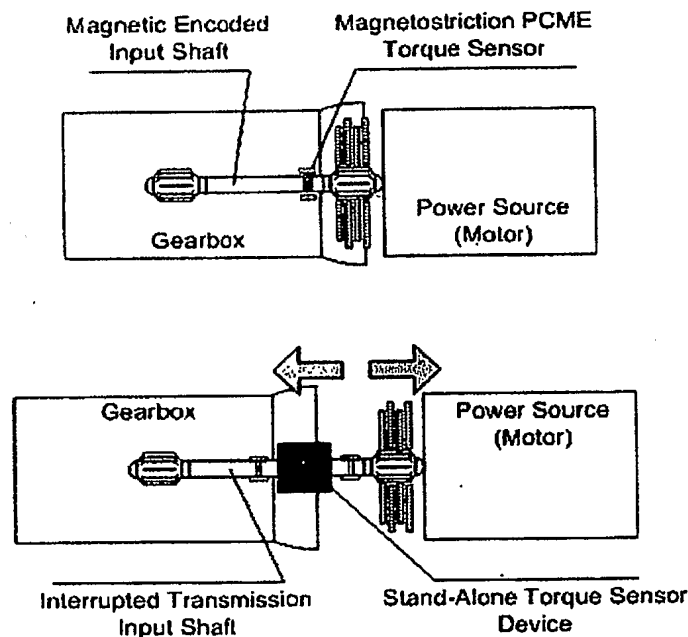 Magnetic Encoded
Input Shaft
Magnetostriction PCME
Torque Sensor
Gearbox
Power Source
(Motor)
Gearbox
Power Source
(Motor)
Interrupted Transmission
Input Shaft
Stand-Alone Torque Sensor
Device